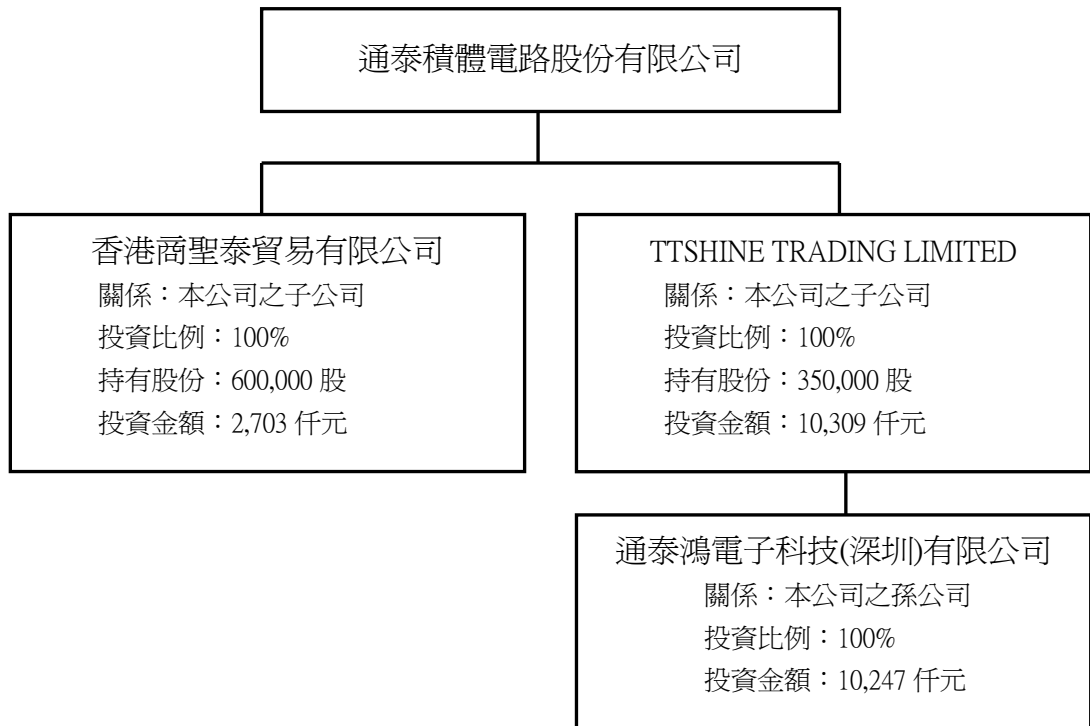 通泰積體電路股份有限公司
香港商聖泰貿易有限公司
關係：本公司之子公司
投資比例：100%
持有股份：600,000 股
投資金額：2,703 仟元
TTSHINE TRADING LIMITED
關係：本公司之子公司
投資比例：100%
持有股份：350,000 股
投資金額：10,309 仟元
通泰鴻電子科技(深圳)有限公司
關係：本公司之孫公司
投資比例：100%
投資金額：10,247 仟元